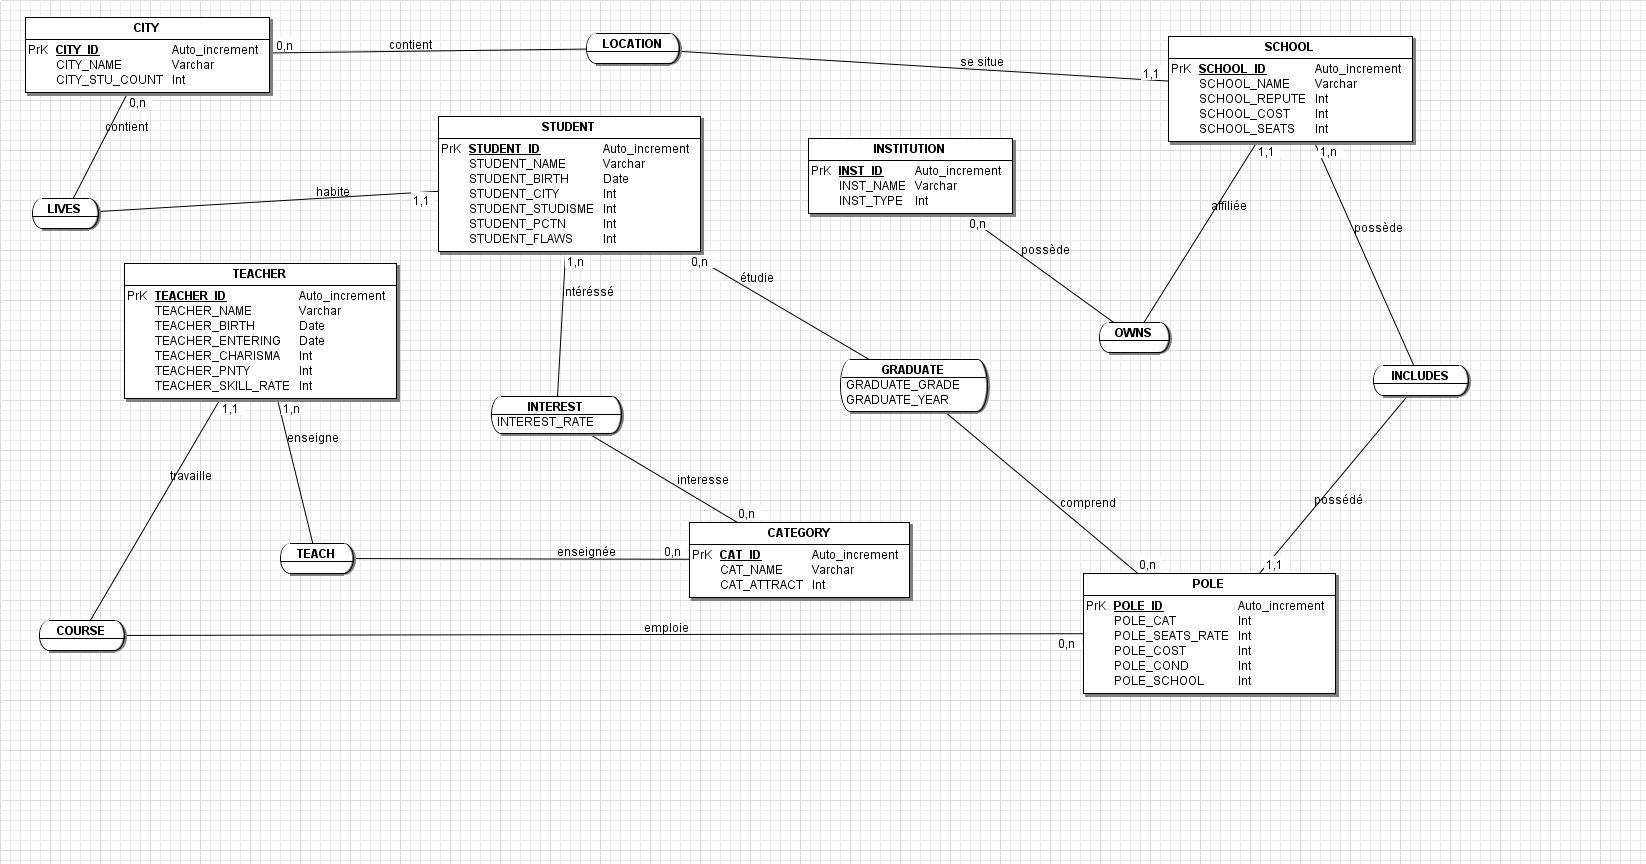 CITY
PrK CITY_ID Auto_increment
CITY_NAME Varchar
CITY_STU_COUNT Int
0,n
contient
LOCATION
se situe
1,1
SCHOOL
PrK SCHOOL_ID Auto_increment
SCHOOL_NAME Varchar
SCHOOL_REPUTE Int
SCHOOL_COST Int
SCHOOL_SEATS Int
0,n
contient
LIVES
habite
1,1
STUDENT
PrK STUDENT_ID Auto_increment
STUDENT_NAME Varchar
STUDENT_BIRTH Date
STUDENT_CITY Int
STUDENT_STUDISME Int
STUDENT_PCTN Int
STUDENT_FLAWS Int
INSTITUTION
PrK INST_ID Auto_increment
INST_NAME Varchar
INST_TYPE Int
0,n
possède
1,1
affiliée
1,n
possède
OWNS
INCLUDES
TEACHER
PrK TEACHER_ID Auto_increment
TEACHER_NAME Varchar
TEACHER_BIRTH Date
TEACHER_ENTERING Date
TEACHER_CHARISMA Int
TEACHER_PNTY Int
TEACHER_SKILL_RATE Int
1,n
intéréssé
0,n
étudie
GRADUATE
GRADUATE_GRADE
GRADUATE_YEAR
INTEREST
INTEREST_RATE
1,1
travaille
1,n
enseigne
interesse
0,n
comprend
possédé
TEACH
enseignée
0,n
CATEGORY
PrK CAT_ID Auto_increment
CAT_NAME Varchar
CAT_ATTRACT Int
0,n
1,1
POLE
PrK POLE_ID Auto_increment
POLE_CAT Int
POLE_SEATS_RATE Int
POLE_COST Int
POLE_COND Int
POLE_SCHOOL Int
COURSE
emploie
0,n